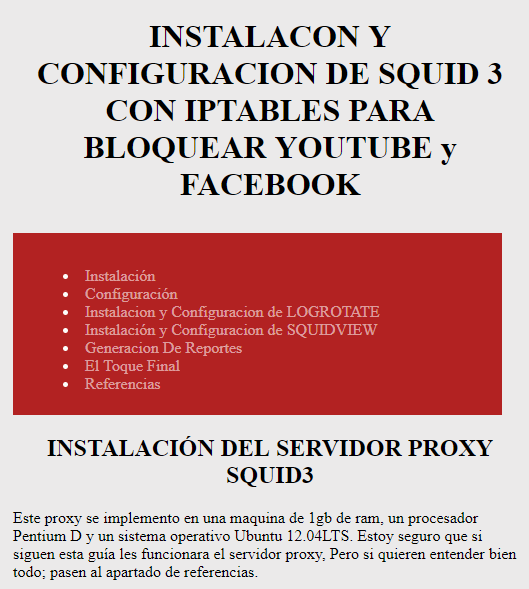 INSTALACON Y
CONFIGURACION DE SQUID 3
CON IPTABLES PARA
BLOQUEAR YOUTUBE y
FACEBOOK
Instalación
Configuración
Instalacion y Configuracion de LOGROTATE
Instalación y Configuracion de SQUIDVIEW
Generacion De Reportes
El Toque Final
Referencias
INSTALACIÓN DEL SERVIDOR PROXY
SQUID3
Este proxy se implemento en una maquina de 1gb de ram, un procesador
Pentium D y un sistema operativo Ubuntu 12.04LTS. Estoy seguro que si
siguen esta guía les funcionara el servidor proxy, Pero si quieren entender bien
todo; pasen al apartado de referencias.